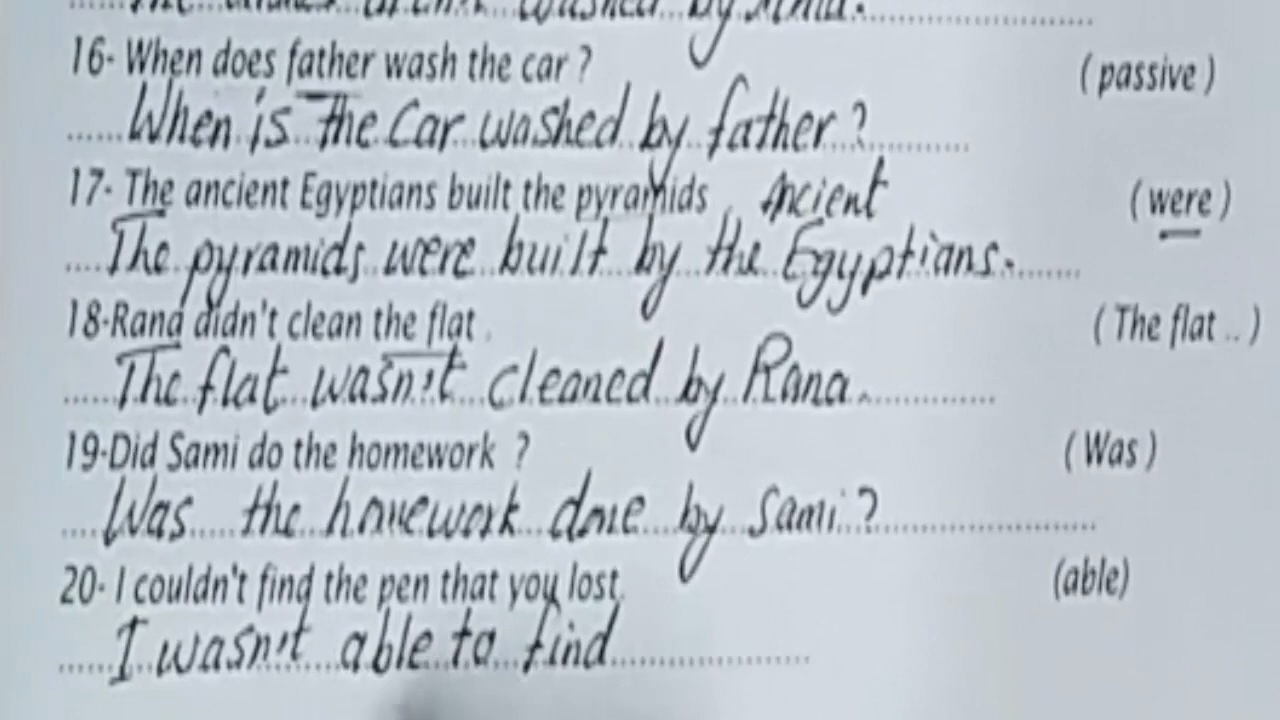 washed by
16- When does father wash the car ? ( passive )
When is the Car washed by father ?
17- The ancient Egyptians built the pyramids , ancient ( were )
The pyramids were built by the Egyptians.
18-Rana didn't clean the flat . ( The flat .. )
The flat wasn't cleaned by Rana.
19-Did Sami do the homework ? ( Was )
Was the homework done by Sami ?
20- I couldn't find the pen that you lost. (able)
I wasn't able to find